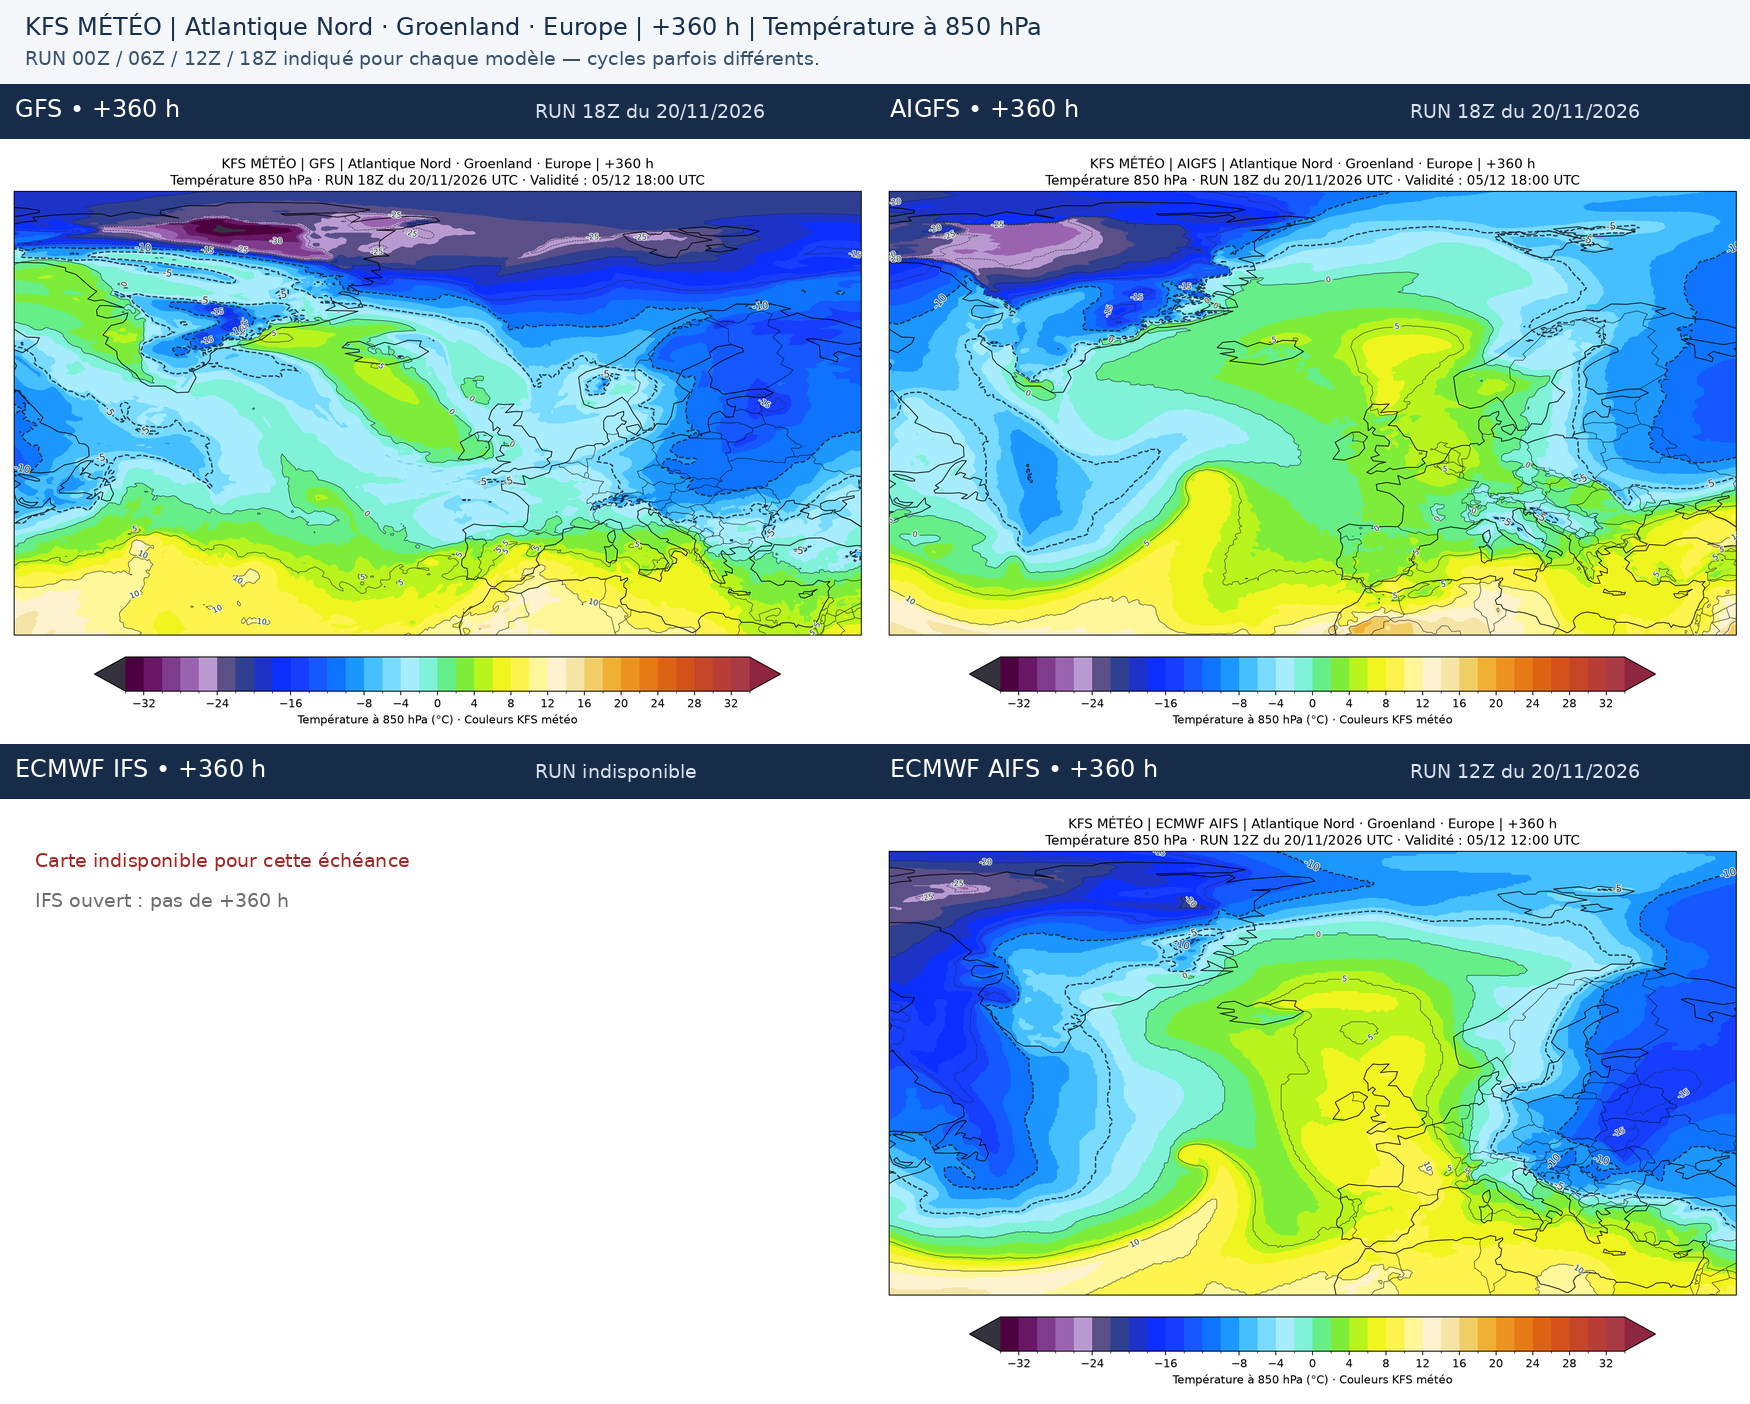 KFS MÉTÉO | Atlantique Nord · Groenland · Europe | +360 h | Température à 850 hPa
RUN 00Z / 06Z / 12Z / 18Z indiqué pour chaque modèle — cycles parfois différents.
GFS • +360 h
RUN 18Z du 20/11/2026
KFS MÉTÉO | GFS | Atlantique Nord · Groenland · Europe | +360 h
Température 850 hPa · RUN 18Z du 20/11/2026 UTC · Validité : 05/12 18:00 UTC
−32 −24 −16 −8 −4 0 4 8 12 16 20 24 28 32
Température à 850 hPa (°C) · Couleurs KFS météo
AIGFS • +360 h
RUN 18Z du 20/11/2026
KFS MÉTÉO | AIGFS | Atlantique Nord · Groenland · Europe | +360 h
Température 850 hPa · RUN 18Z du 20/11/2026 UTC · Validité : 05/12 18:00 UTC
−32 −24 −16 −8 −4 0 4 8 12 16 20 24 28 32
Température à 850 hPa (°C) · Couleurs KFS météo
ECMWF IFS • +360 h
RUN indisponible
Carte indisponible pour cette échéance
IFS ouvert : pas de +360 h
ECMWF AIFS • +360 h
RUN 12Z du 20/11/2026
KFS MÉTÉO | ECMWF AIFS | Atlantique Nord · Groenland · Europe | +360 h
Température 850 hPa · RUN 12Z du 20/11/2026 UTC · Validité : 05/12 12:00 UTC
−32 −24 −16 −8 −4 0 4 8 12 16 20 24 28 32
Température à 850 hPa (°C) · Couleurs KFS météo